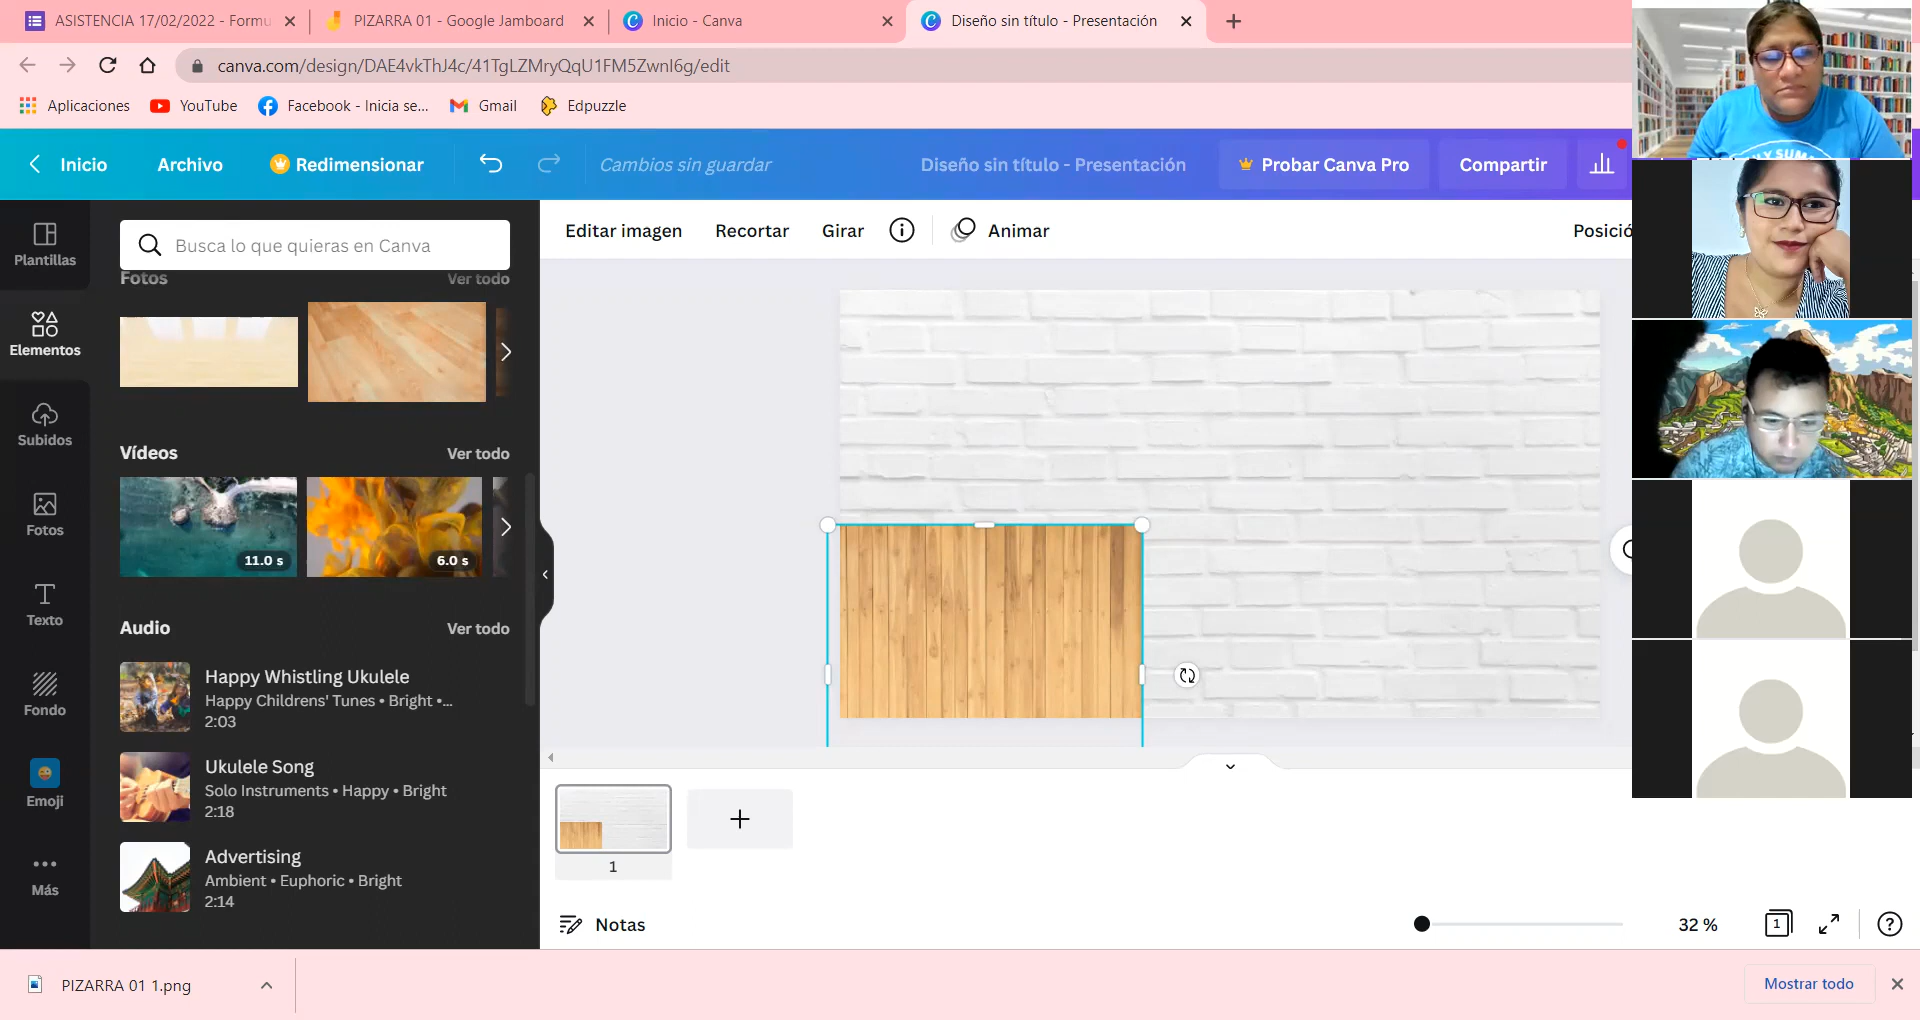 ASISTENCIA 17/02/2022 - Formu
PIZARRA 01 - Google Jamboard
Inicio - Canva
Diseño sin título - Presentación
canva.com/design/DAE4vkThJ4c/41TgLZMryQqU1FM5ZwnI6g/edit
Aplicaciones
YouTube
Facebook - Inicia se...
Gmail
Edpuzzle
Inicio
Archivo
Redimensionar
Cambios sin guardar
Diseño sin título - Presentación
Probar Canva Pro
Compartir
Plantillas
Elementos
Subidos
Fotos
Texto
Fondo
Emoji
Más
Busca lo que quieras en Canva
Fotos
Ver todo
Vídeos
Ver todo
11.0 s
6.0 s
Audio
Ver todo
Happy Whistling Ukulele
Happy Childrens' Tunes • Bright •...
2:03
Ukulele Song
Solo Instruments • Happy • Bright
2:18
Advertising
Ambient • Euphoric • Bright
2:14
Editar imagen
Recortar
Girar
Animar
Posició
1
Notas
32 %
1
?
PIZARRA 01 1.png
Mostrar todo